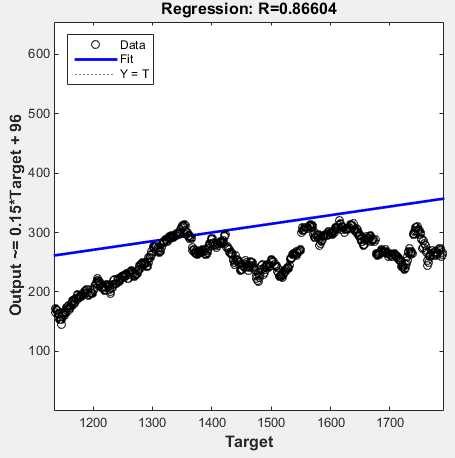 Regression: R=0.86604
Data
Fit
Y = T
600
500
400
300
200
100
Output ~= 0.15*Target + 96
1200 1300 1400 1500 1600 1700
Target